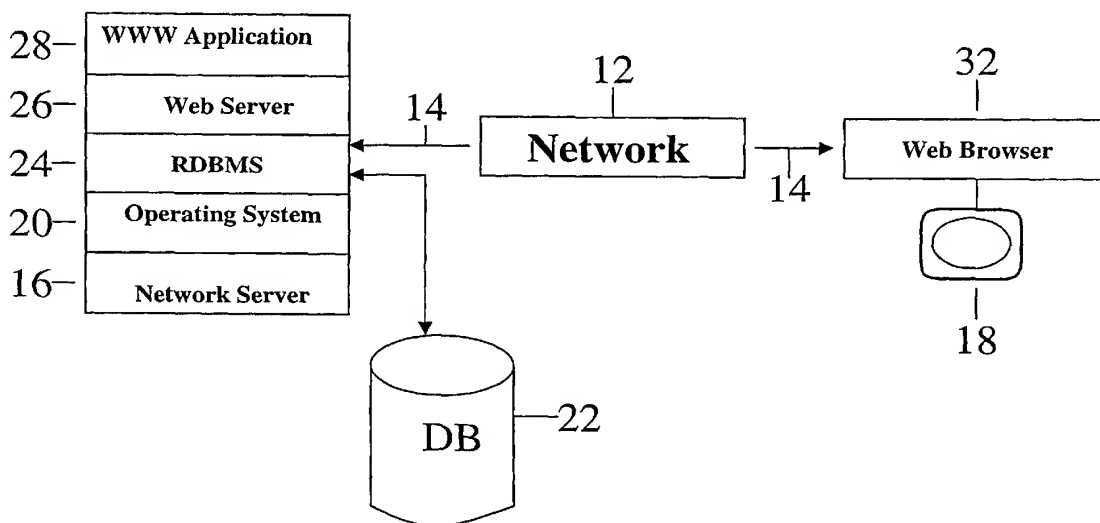 28
WWW Application
26
Web Server
24
RDBMS
20
Operating System
16
Network Server
14
12
Network
14
32
Web Browser
18
DB
22